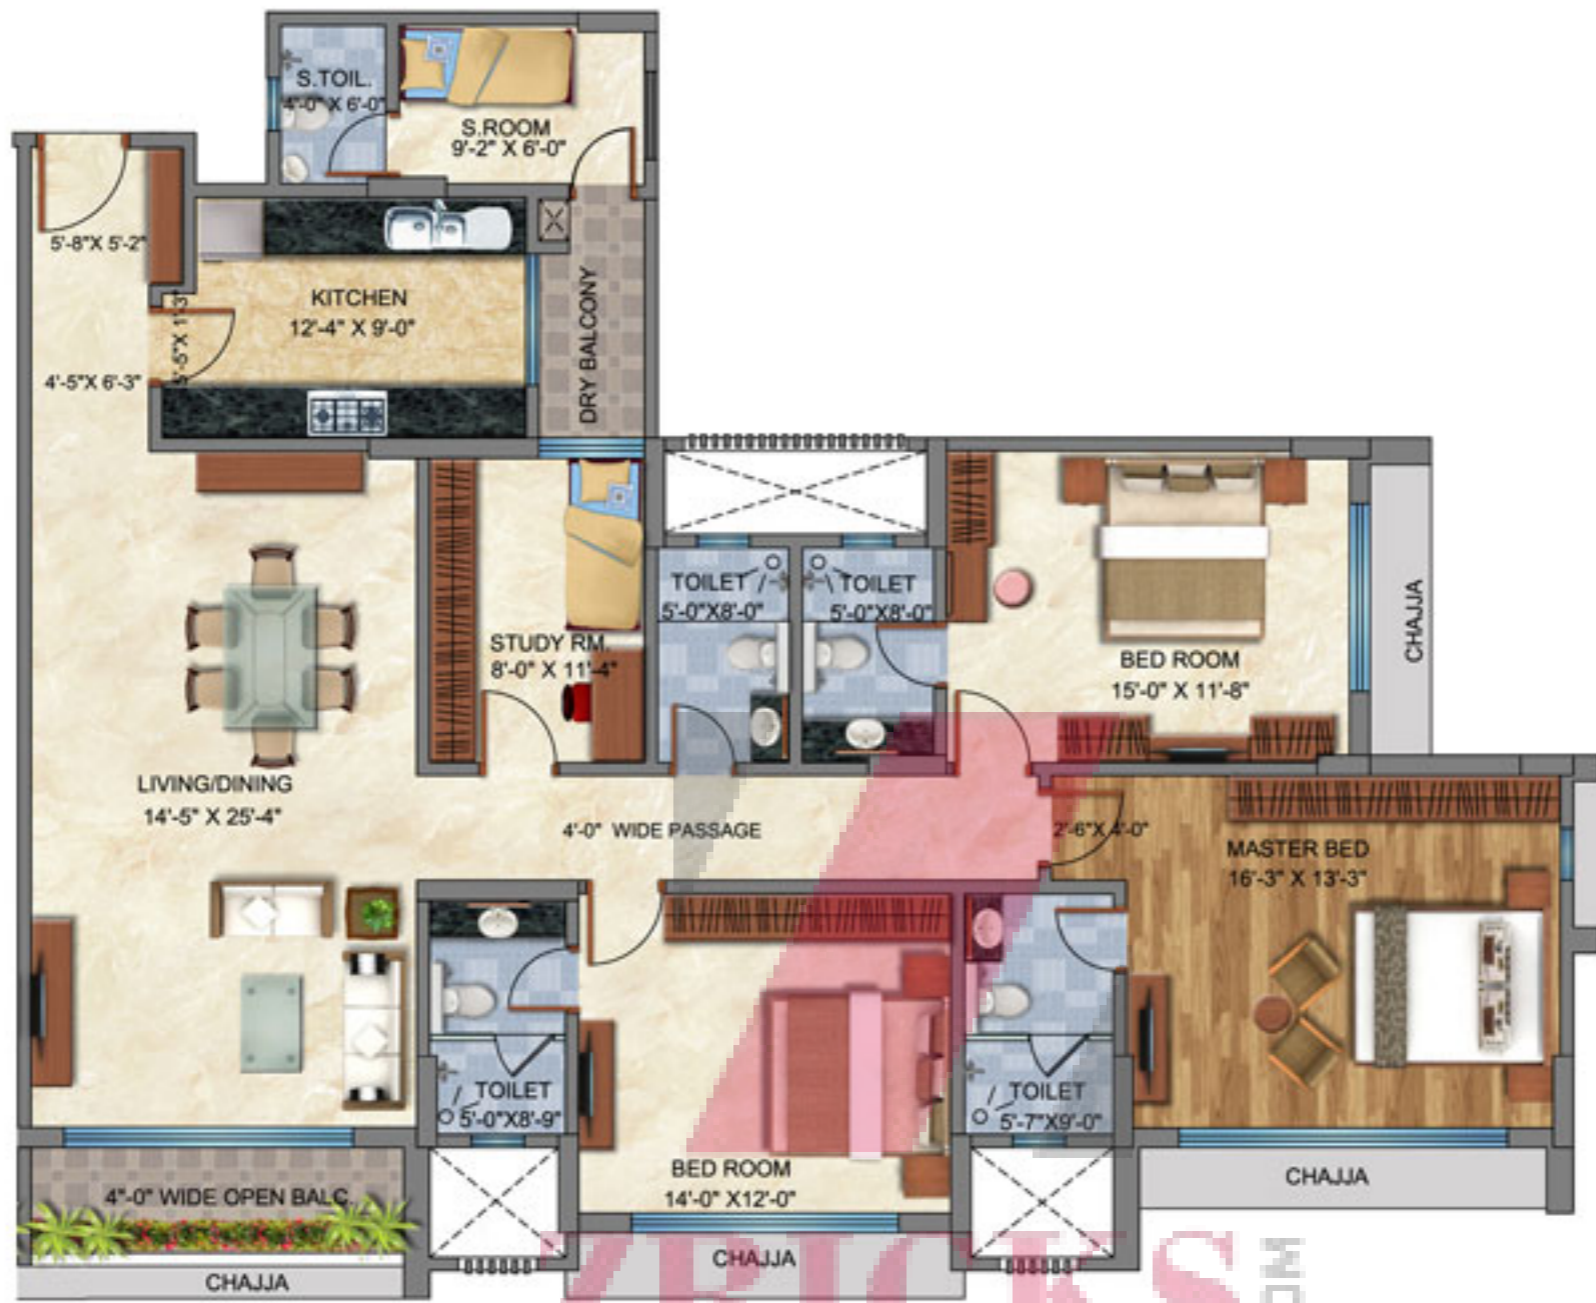 S.TOIL.
4'-0" X 6'-0"
S.ROOM
9'-2" X 6'-0"
5'-8"X 5'-2"
KITCHEN
12'-4" X 9'-0"
DRY BALCONY
4'-5"X 6'-3"
TOILET
5'-0"X8'-0"
TOILET
5'-0"X8'-0"
STUDY RM.
8'-0" X 11'-4"
BED ROOM
15'-0" X 11'-8"
CHAJJA
LIVING/DINING
14'-5" X 25'-4"
4'-0" WIDE PASSAGE
2'-6"X 4'-0"
MASTER BED
16'-3" X 13'-3"
TOILET
5'-0"X8'-9"
TOILET
5'-7"X9'-0"
BED ROOM
14'-0" X12'-0"
CHAJJA
4"-0" WIDE OPEN BALC.
CHAJJA
CHAJJA